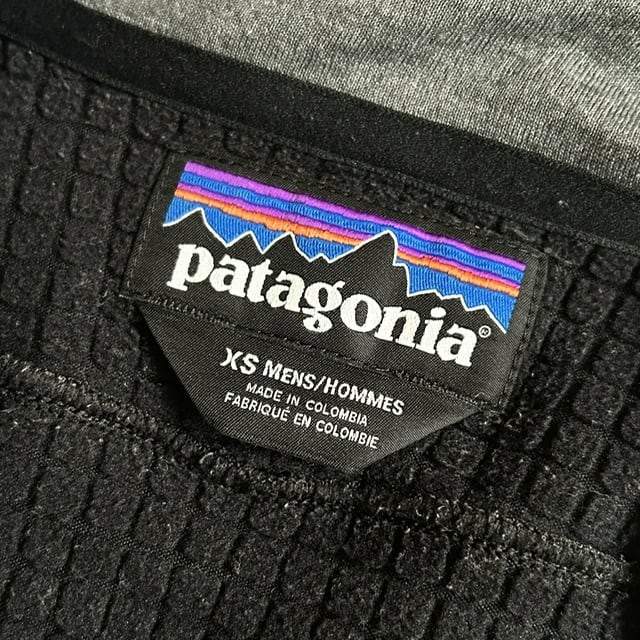 patagonia®
XS MENS/HOMMES
MADE IN COLOMBIA
FABRIQUÉ EN COLOMBIE